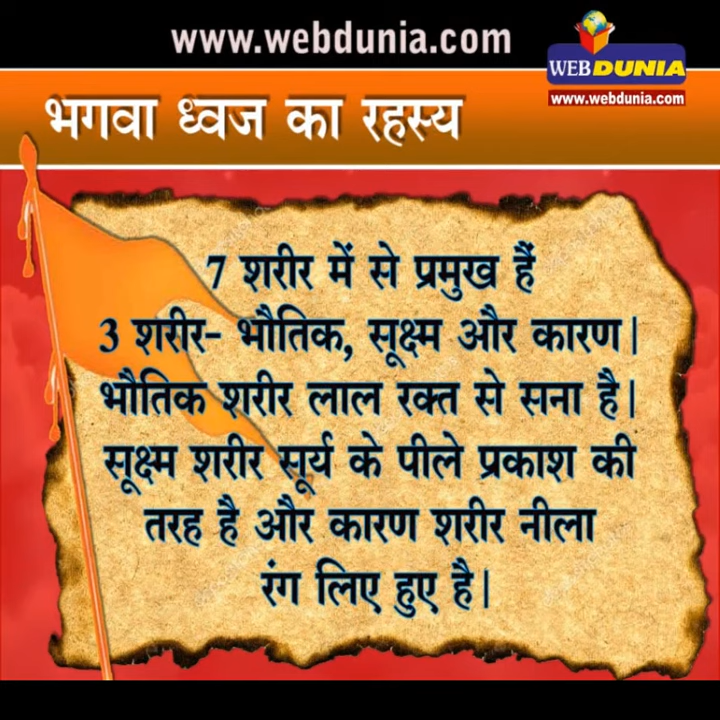 www.webdunia.com
WEBDUNIA
www.webdunia.com
भगवा ध्वज का रहस्य
7 शरीर में से प्रमुख हैं
3 शरीर- भौतिक, सूक्ष्म और कारण|
भौतिक शरीर लाल रक्त से सना है|
सूक्ष्म शरीर सूर्य के पीले प्रकाश की
तरह है और कारण शरीर नीला
रंग लिए हुए है|